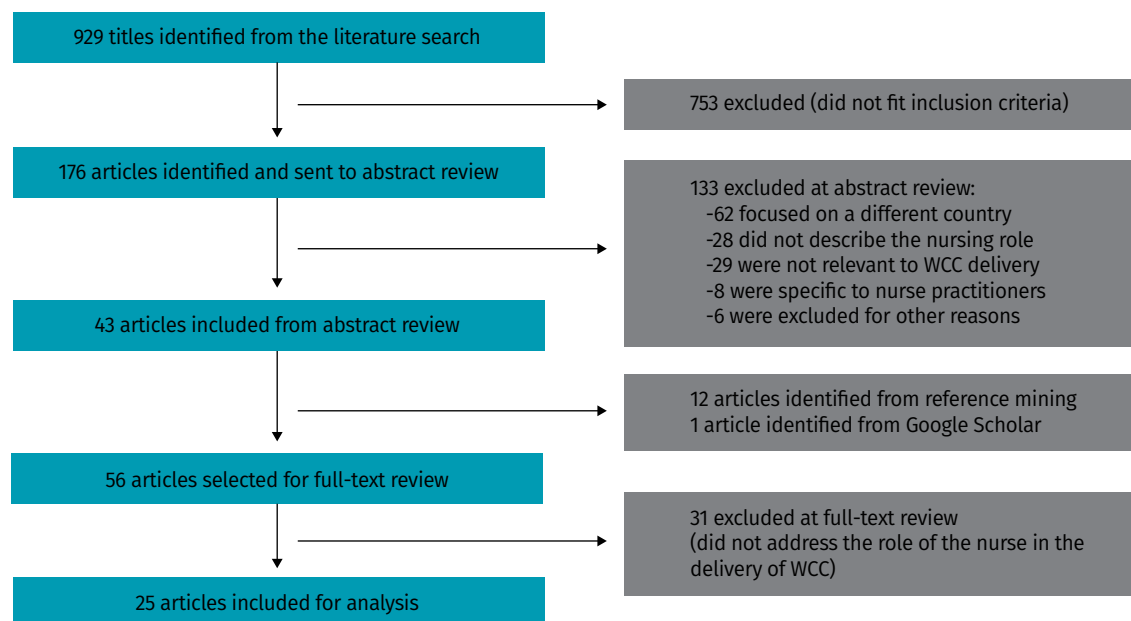 929 titles identified from the literature search
753 excluded (did not fit inclusion criteria)
176 articles identified and sent to abstract review
133 excluded at abstract review:
-62 focused on a different country
-28 did not describe the nursing role
-29 were not relevant to WCC delivery
-8 were specific to nurse practitioners
-6 were excluded for other reasons
43 articles included from abstract review
12 articles identified from reference mining
1 article identified from Google Scholar
56 articles selected for full-text review
31 excluded at full-text review
(did not address the role of the nurse in the
delivery of WCC)
25 articles included for analysis